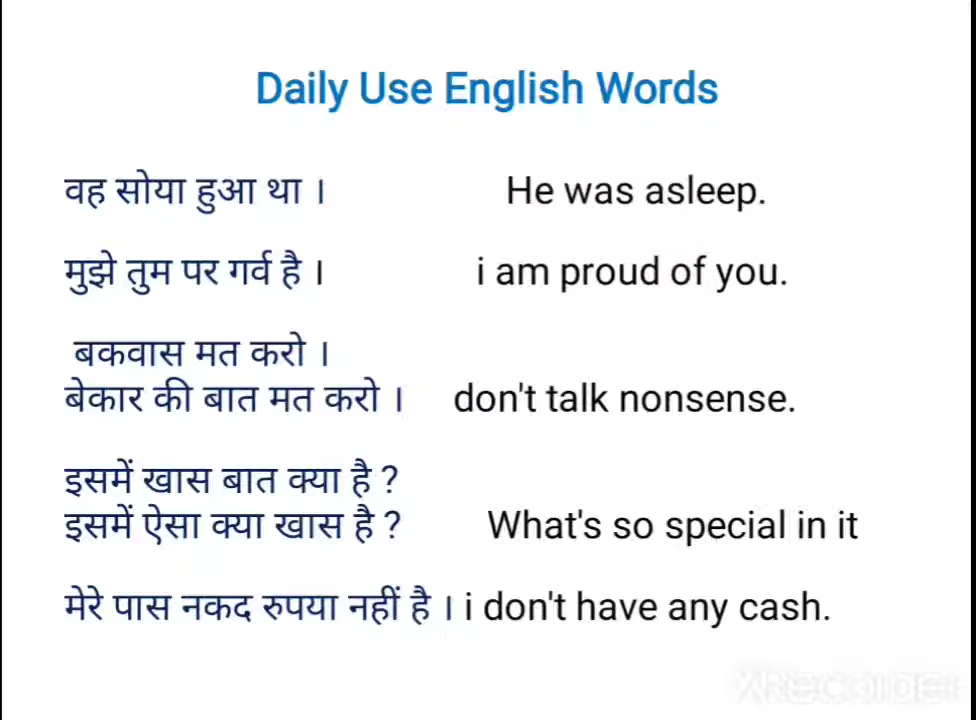 Daily Use English Words
वह सोया हुआ था । He was asleep.
मुझे तुम पर गर्व है । i am proud of you.
बकवास मत करो ।
बेकार की बात मत करो । don't talk nonsense.
इसमें खास बात क्या है ?
इसमें ऐसा क्या खास है ? What's so special in it
मेरे पास नकद रुपया नहीं है । i don't have any cash.
XRecorder